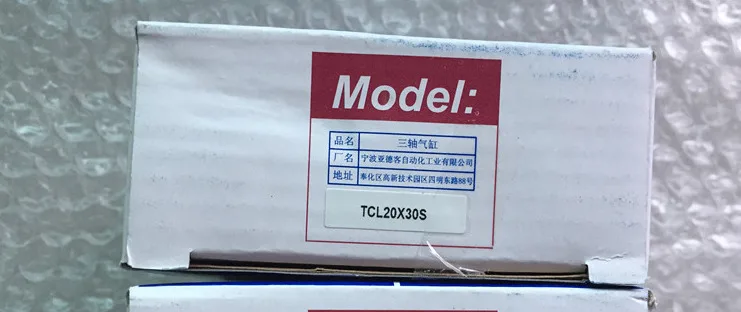 Model:
品名 三轴气缸
厂名 宁波亚德客自动化工业有限公司
地址 奉化区高新技术园区四明东路88号
TCL20X30S